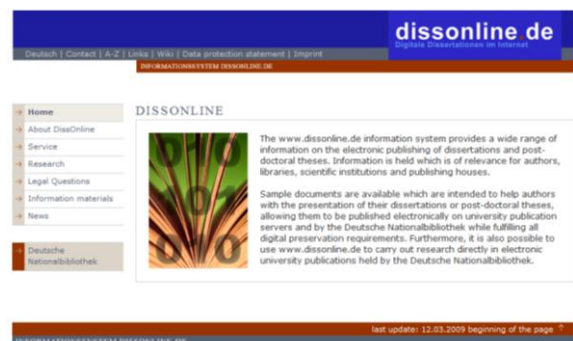 dissonline.de
Digitale Dissertationen im Internet
Deutsch | Contact | A-Z | Links | Wiki | Data protection statement | Imprint
INFORMATIONSSYSTEM DISSONLINE.DE
Home
About DissOnline
Service
Research
Legal Questions
Information materials
News
Deutsche
Nationalbibliothek
DISSONLINE
010
101
010
The www.dissonline.de information system provides a wide range of
information on the electronic publishing of dissertations and post-
doctoral theses. Information is held which is of relevance for authors,
libraries, scientific institutions and publishing houses.
Sample documents are available which are intended to help authors
with the presentation of their dissertations or post-doctoral theses,
allowing them to be published electronically on university publication
servers and by the Deutsche Nationalbibliothek while fulfilling all
digital preservation requirements. Furthermore, it is also possible to
use www.dissonline.de to carry out research directly in electronic
university publications held by the Deutsche Nationalbibliothek.
last update: 12.03.2009 beginning of the page ↑
INFORMATIONSSYSTEM DISSONLINE.DE